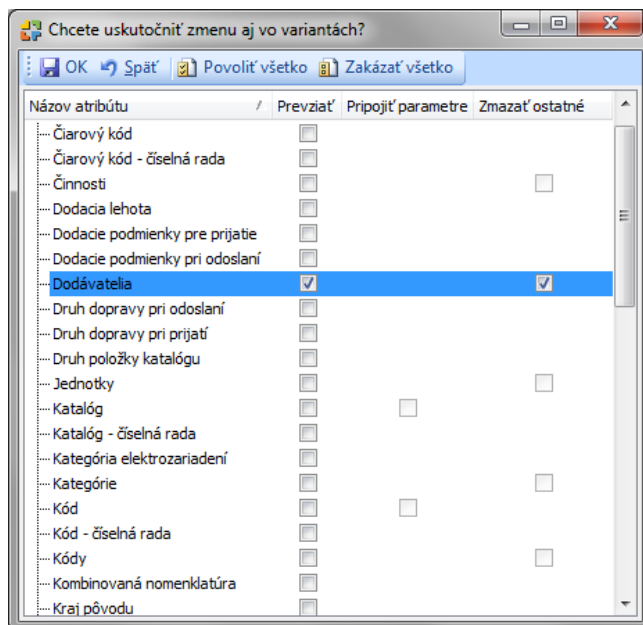 Chcete uskutočniť zmenu aj vo variantách?
OK Späť Povoliť všetko Zakázať všetko
Názov atribútu Prevziať Pripojiť parametre Zmazať ostatné
Čiarový kód
Čiarový kód - číselná rada
Činnosti
Dodacia lehota
Dodacie podmienky pre prijatie
Dodacie podmienky pri odoslaní
Dodávatelia
Druh dopravy pri odoslaní
Druh dopravy pri prijatí
Druh položky katalógu
Jednotky
Katalóg
Katalóg - číselná rada
Kategória elektrozariadení
Kategórie
Kód
Kód - číselná rada
Kódy
Kombinovaná nomenklatúra
Kraj pôvodu